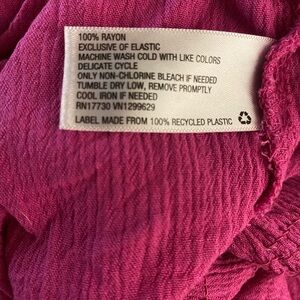 100% RAYON
EXCLUSIVE OF ELASTIC
MACHINE WASH COLD WITH LIKE COLORS
DELICATE CYCLE
ONLY NON-CHLORINE BLEACH IF NEEDED
TUMBLE DRY LOW, REMOVE PROMPTLY
COOL IRON IF NEEDED
RN17730 VN1299629
LABEL MADE FROM 100% RECYCLED PLASTIC